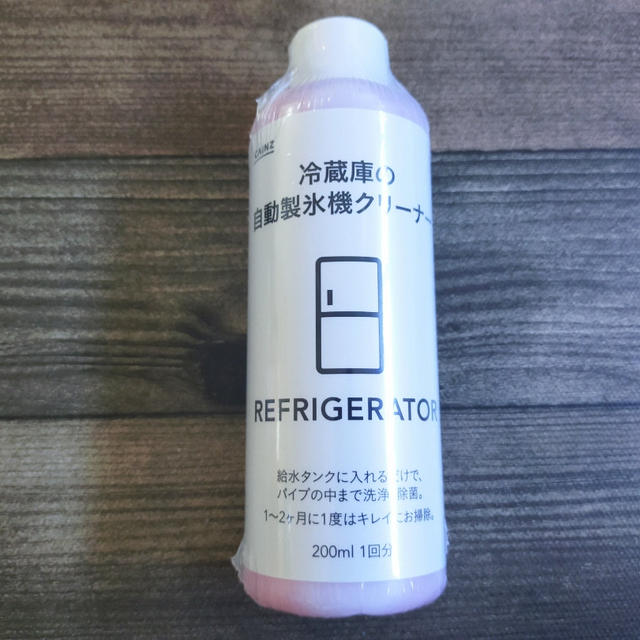 CAINZ
冷蔵庫の
自動製氷機クリーナー
REFRIGERATOR
給水タンクに入れるだけで、
パイプの中まで洗浄・除菌。
1〜2ヶ月に1度はキレイにお掃除。
200ml 1回分